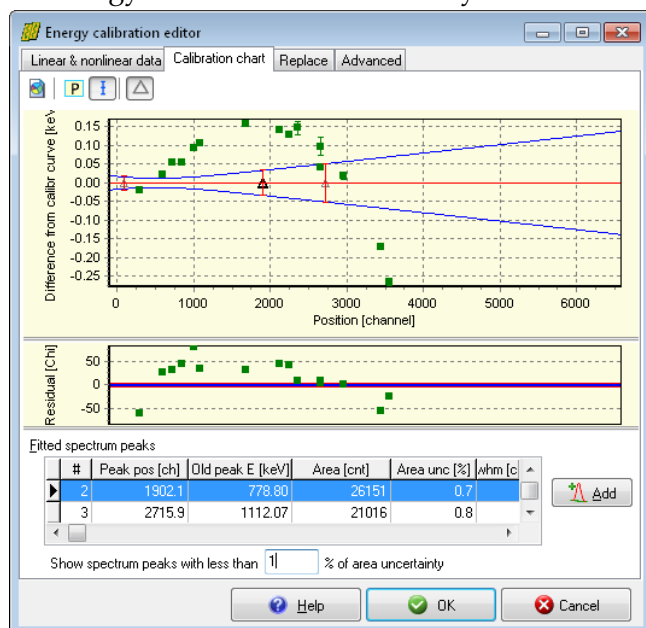 Energy calibration editor
Linear & nonlinear data Calibration chart Replace Advanced
P
Difference from calibr curve [keV
0.15
0.10
0.05
0.00
-0.05
-0.10
-0.15
-0.20
-0.25
0 1000 2000 3000 4000 5000 6000
Position [channel]
Residual [Chi]
50
0
-50
Fitted spectrum peaks
# Peak pos [ch] Old peak E [keV] Area [cnt] Area unc [%] whm [c
2 1902.1 778.80 26151 0.7
3 2715.9 1112.07 21016 0.8
Add
Show spectrum peaks with less than 1 % of area uncertainty
Help OK Cancel